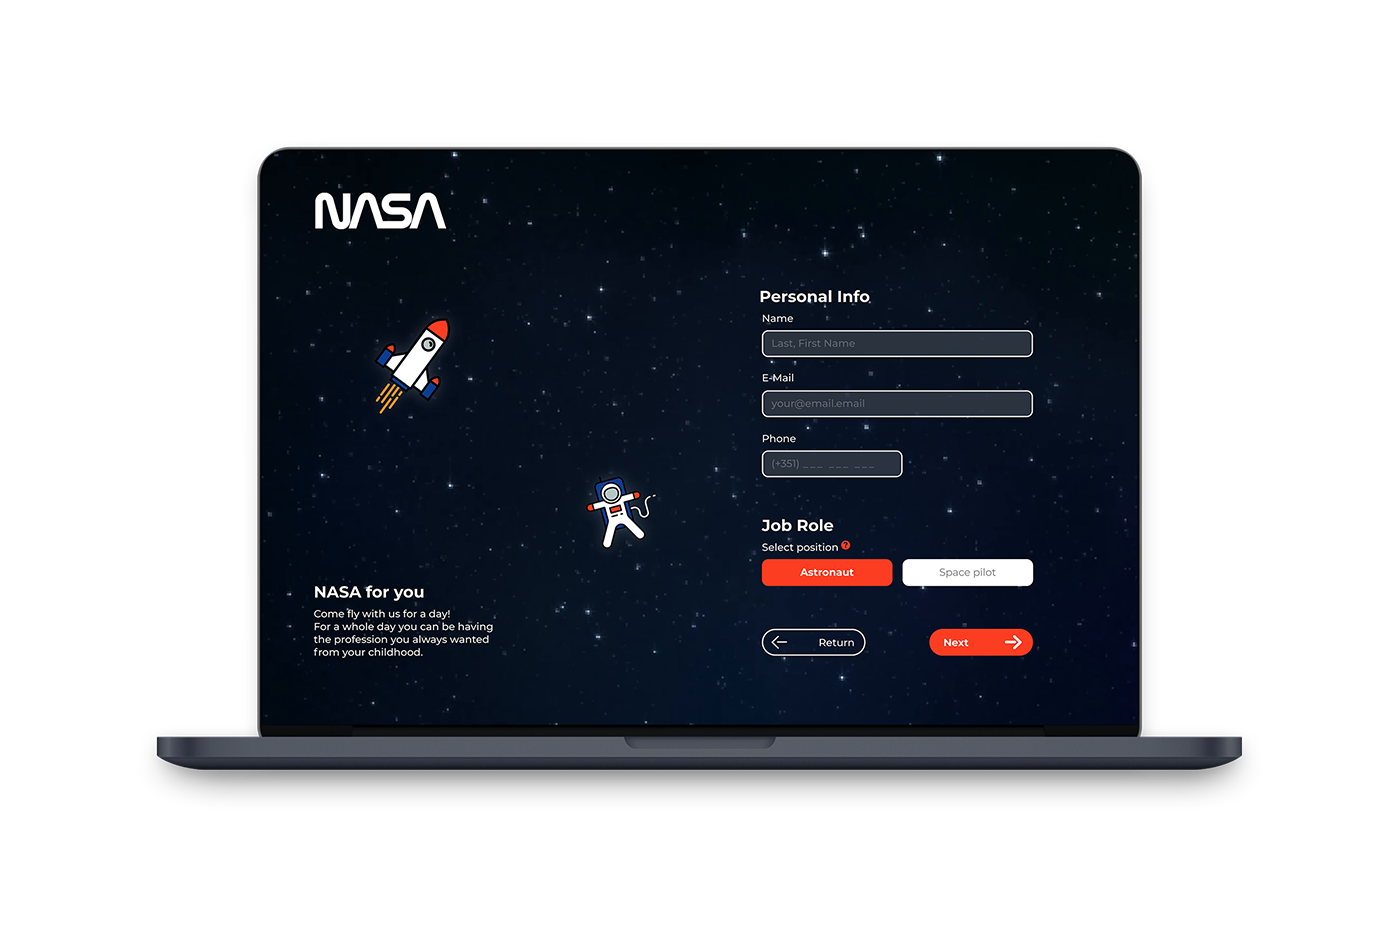 NASA
Personal Info
Name
Last, First Name
E-Mail
your@email.email
Phone
(+351) ___ ___ ___
Job Role
Select position ?
Astronaut
Space pilot
Return
Next
NASA for you
Come fly with us for a day!
For a whole day you can be having
the profession you always wanted
from your childhood.